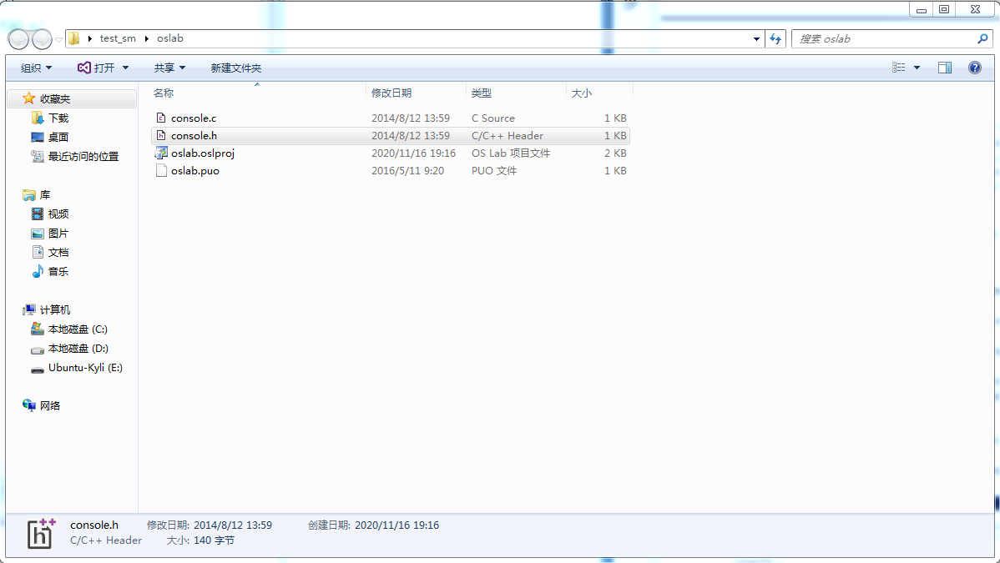 test_sm oslab 搜索 oslab
组织 打开 共享 新建文件夹
收藏夹
下载
桌面
最近访问的位置
库
视频
图片
文档
音乐
计算机
本地磁盘 (C:)
本地磁盘 (D:)
Ubuntu-Kyli (E:)
网络
名称 修改日期 类型 大小
console.c 2014/8/12 13:59 C Source 1 KB
console.h 2014/8/12 13:59 C/C++ Header 1 KB
oslab.oslproj 2020/11/16 19:16 OS Lab 项目文件 2 KB
oslab.puo 2016/5/11 9:20 PUO 文件 1 KB
console.h 修改日期: 2014/8/12 13:59 创建日期: 2020/11/16 19:16
C/C++ Header 大小: 140 字节